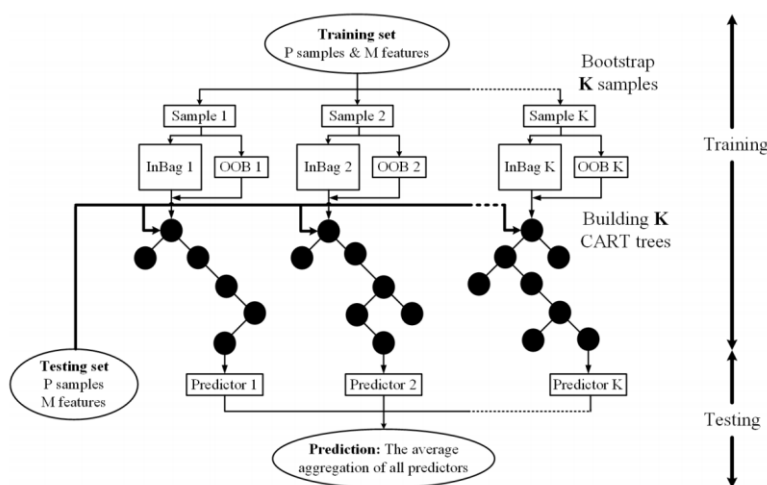 Training set
P samples & M features
Bootstrap
K samples
Sample 1
Sample 2
Sample K
InBag 1
OOB 1
InBag 2
OOB 2
InBag K
OOB K
Training
Building K
CART trees
Testing set
P samples
M features
Predictor 1
Predictor 2
Predictor K
Testing
Prediction: The average
aggregation of all predictors